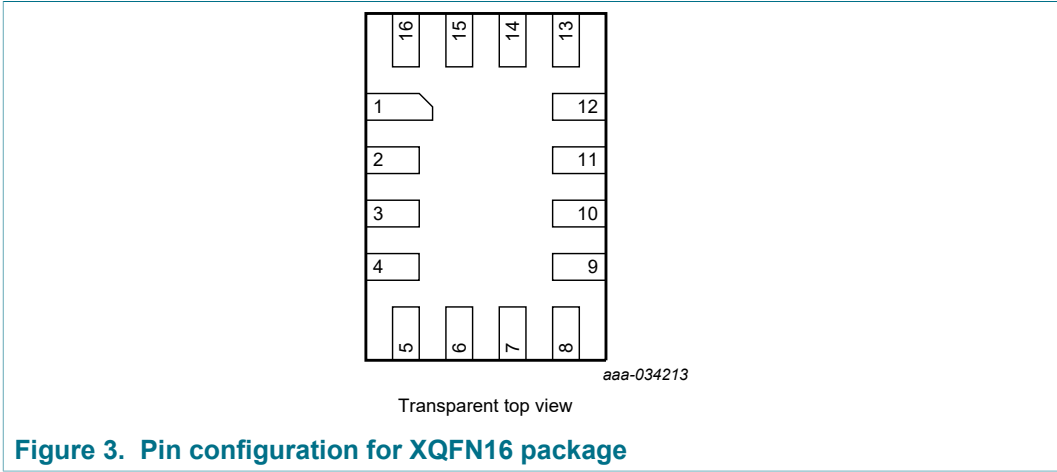 16 15 14 13
1 12
2 11
3 10
4 9
5 6 7 8
aaa-034213
Transparent top view
Figure 3. Pin configuration for XQFN16 package